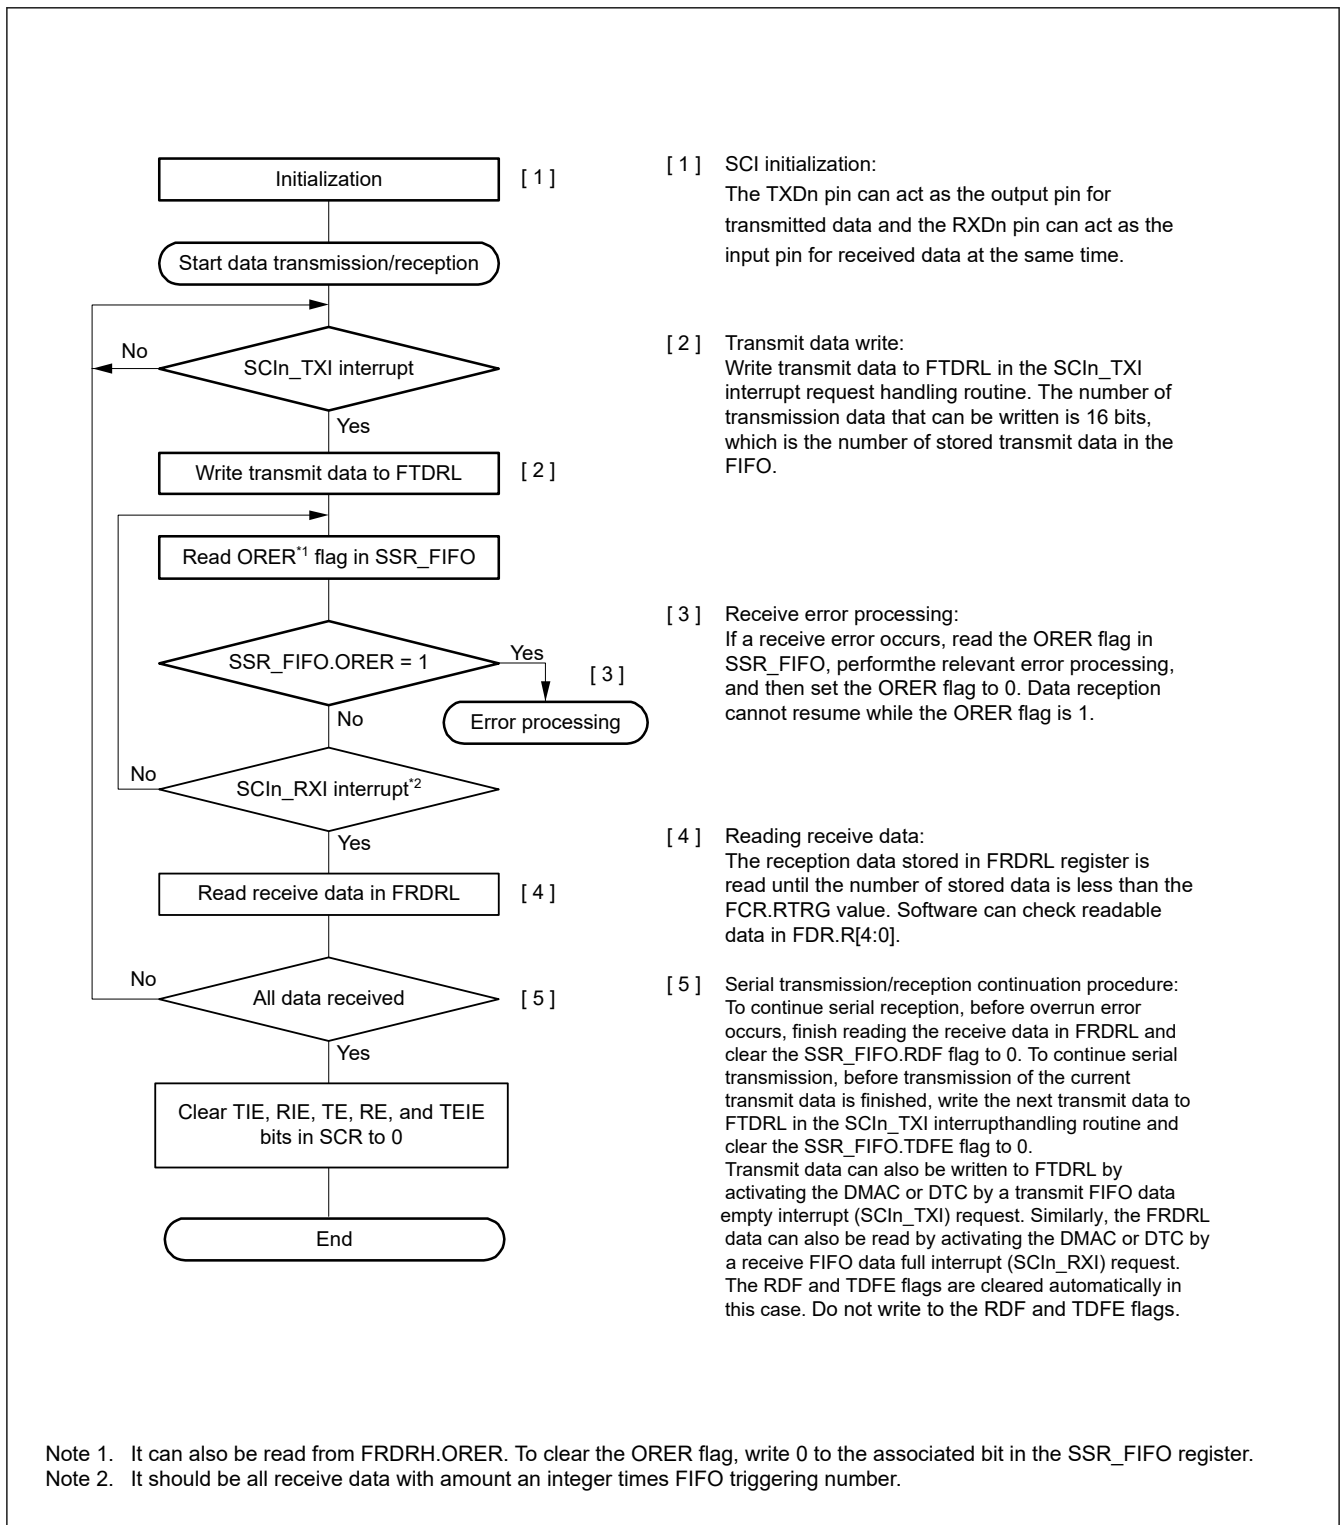 Initialization [ 1 ]
Start data transmission/reception
No
SCIn_TXI interrupt
Yes
Write transmit data to FTDRL [ 2 ]
Read ORER*1 flag in SSR_FIFO
SSR_FIFO.ORER = 1
Yes
[ 3 ]
Error processing
No
No
SCIn_RXI interrupt*2
Yes
Read receive data in FRDRL [ 4 ]
No
All data received [ 5 ]
Yes
Clear TIE, RIE, TE, RE, and TEIE
bits in SCR to 0
End
[ 1 ] SCI initialization:
The TXDn pin can act as the output pin for
transmitted data and the RXDn pin can act as the
input pin for received data at the same time.
[ 2 ] Transmit data write:
Write transmit data to FTDRL in the SCIn_TXI
interrupt request handling routine. The number of
transmission data that can be written is 16 bits,
which is the number of stored transmit data in the
FIFO.
[ 3 ] Receive error processing:
If a receive error occurs, read the ORER flag in
SSR_FIFO, performthe relevant error processing,
and then set the ORER flag to 0. Data reception
cannot resume while the ORER flag is 1.
[ 4 ] Reading receive data:
The reception data stored in FRDRL register is
read until the number of stored data is less than the
FCR.RTRG value. Software can check readable
data in FDR.R[4:0].
[ 5 ] Serial transmission/reception continuation procedure:
To continue serial reception, before overrun error
occurs, finish reading the receive data in FRDRL and
clear the SSR_FIFO.RDF flag to 0. To continue serial
transmission, before transmission of the current
transmit data is finished, write the next transmit data to
FTDRL in the SCIn_TXI interrupthandling routine and
clear the SSR_FIFO.TDFE flag to 0.
Transmit data can also be written to FTDRL by
activating the DMAC or DTC by a transmit FIFO data
empty interrupt (SCIn_TXI) request. Similarly, the FRDRL
data can also be read by activating the DMAC or DTC by
a receive FIFO data full interrupt (SCIn_RXI) request.
The RDF and TDFE flags are cleared automatically in
this case. Do not write to the RDF and TDFE flags.
Note 1. It can also be read from FRDRH.ORER. To clear the ORER flag, write 0 to the associated bit in the SSR_FIFO register.
Note 2. It should be all receive data with amount an integer times FIFO triggering number.